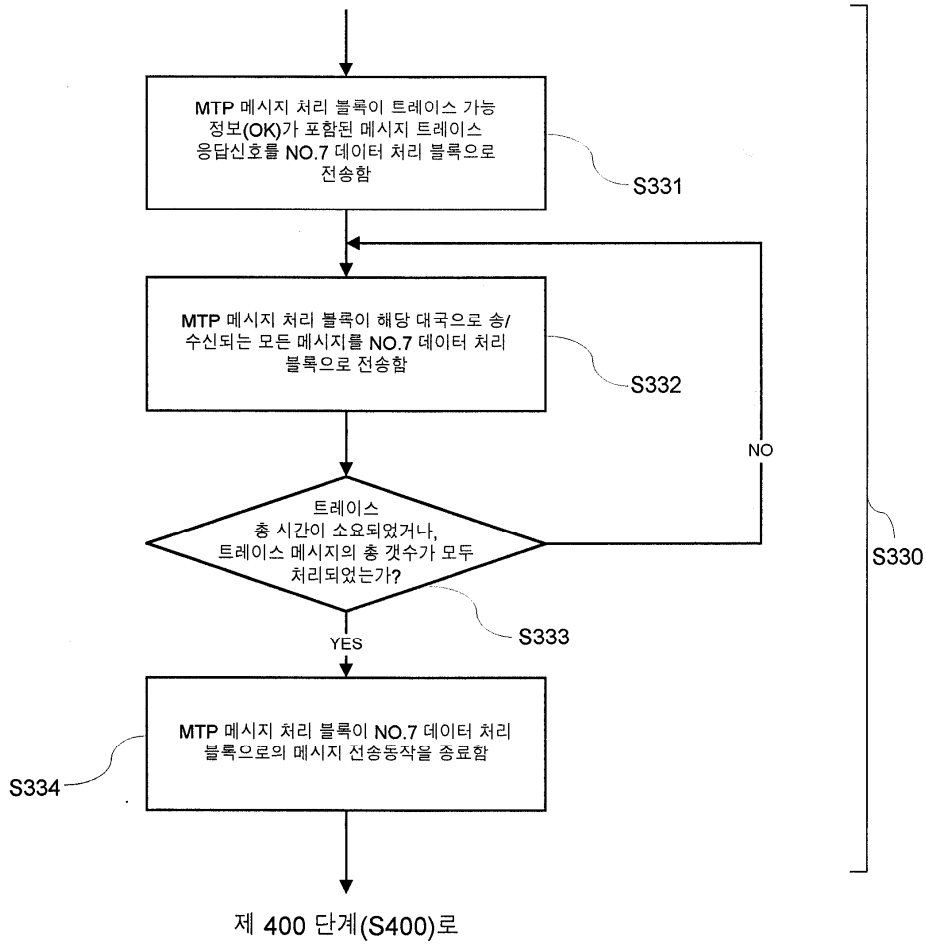 MTP 메시지 처리 블록이 트레이스 가능
정보(OK)가 포함된 메시지 트레이스
응답신호를 NO.7 데이터 처리 블록으로
전송함
S331
MTP 메시지 처리 블록이 해당 대국으로 송/
수신되는 모든 메시지를 NO.7 데이터 처리
블록으로 전송함
S332
NO
트레이스
총 시간이 소요되었거나,
트레이스 메시지의 총 갯수가 모두
처리되었는가?
S330
S333
YES
MTP 메시지 처리 블록이 NO.7 데이터 처리
블록으로의 메시지 전송동작을 종료함
S334
제 400 단계(S400)로